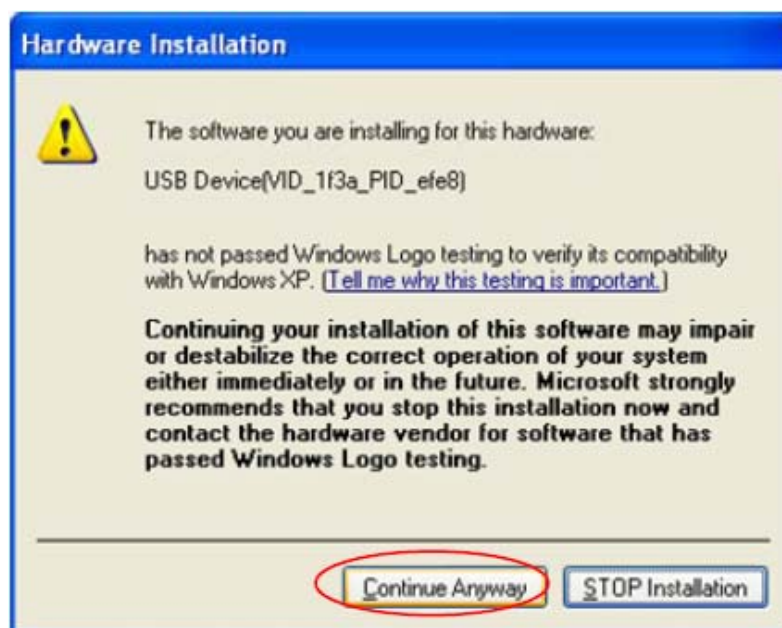 Hardware Installation
The software you are installing for this hardware:
USB Device(VID_1f3a_PID_efe8)
has not passed Windows Logo testing to verify its compatibility
with Windows XP. (Tell me why this testing is important.)
Continuing your installation of this software may impair
or destabilize the correct operation of your system
either immediately or in the future. Microsoft strongly
recommends that you stop this installation now and
contact the hardware vendor for software that has
passed Windows Logo testing.
Continue Anyway
STOP Installation